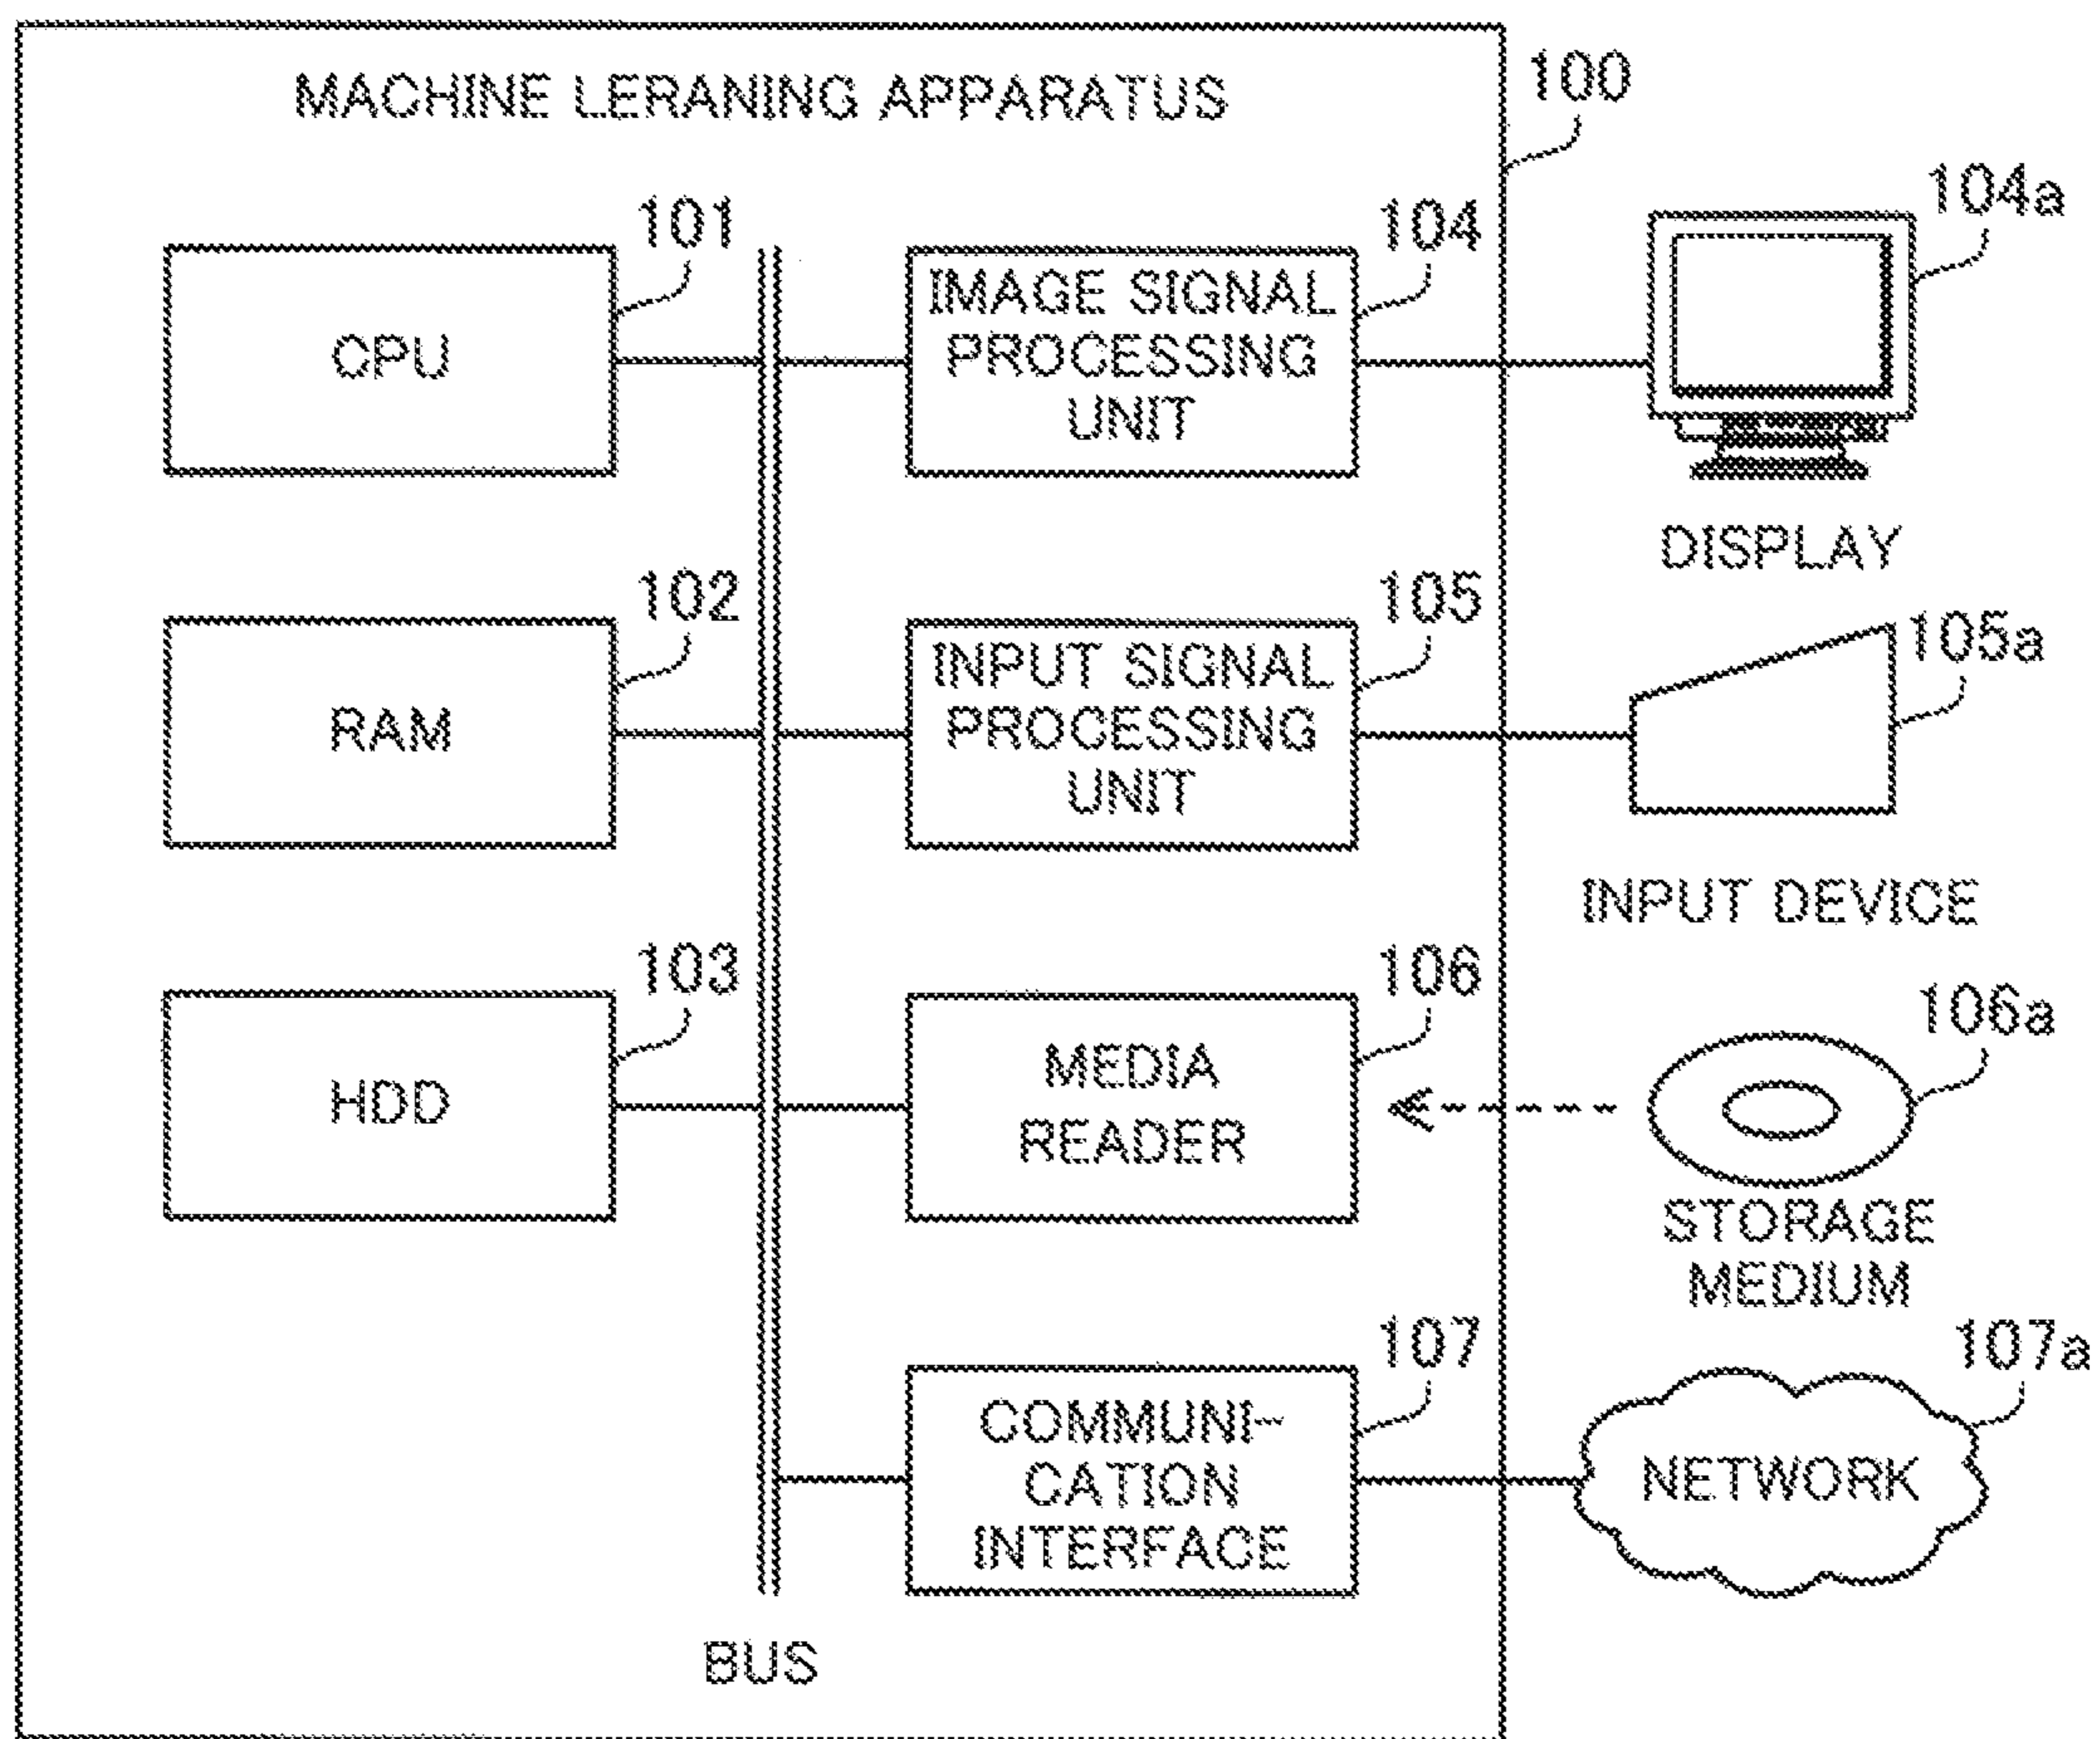 MACHINE LERANING APPARATUS
100
101
CPU
104
IMAGE SIGNAL
PROCESSING
UNIT
104a
DISPLAY
102
RAM
105
INPUT SIGNAL
PROCESSING
UNIT
105a
INPUT DEVICE
103
HDD
106
MEDIA
READER
106a
STORAGE
MEDIUM
107
COMMUNI-
CATION
INTERFACE
107a
NETWORK
BUS